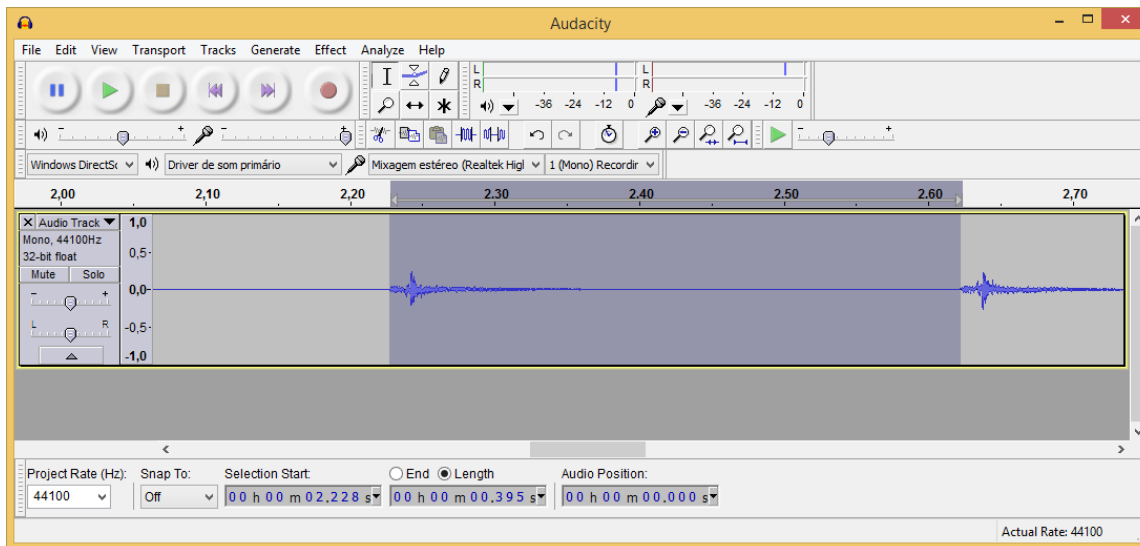 Audacity
File Edit View Transport Tracks Generate Effect Analyze Help
L
R
-36 -24 -12 0
L
R
-36 -24 -12 0
Windows DirectSc Driver de som primário Mixagem estéreo (Realtek Higl 1 (Mono) Recordir
2,00 2,10 2,20 2.30 2.40 2.50 2.60 2,70
Audio Track
Mono, 44100Hz
32-bit float
Mute Solo
- +
L R
1,0
0,5-
0,0-
-0,5-
-1,0
Project Rate (Hz): Snap To: Selection Start: End Length Audio Position:
44100 Off 00 h 00 m 02.228 s 00 h 00 m 00.395 s 00 h 00 m 00.000 s
Actual Rate: 44100